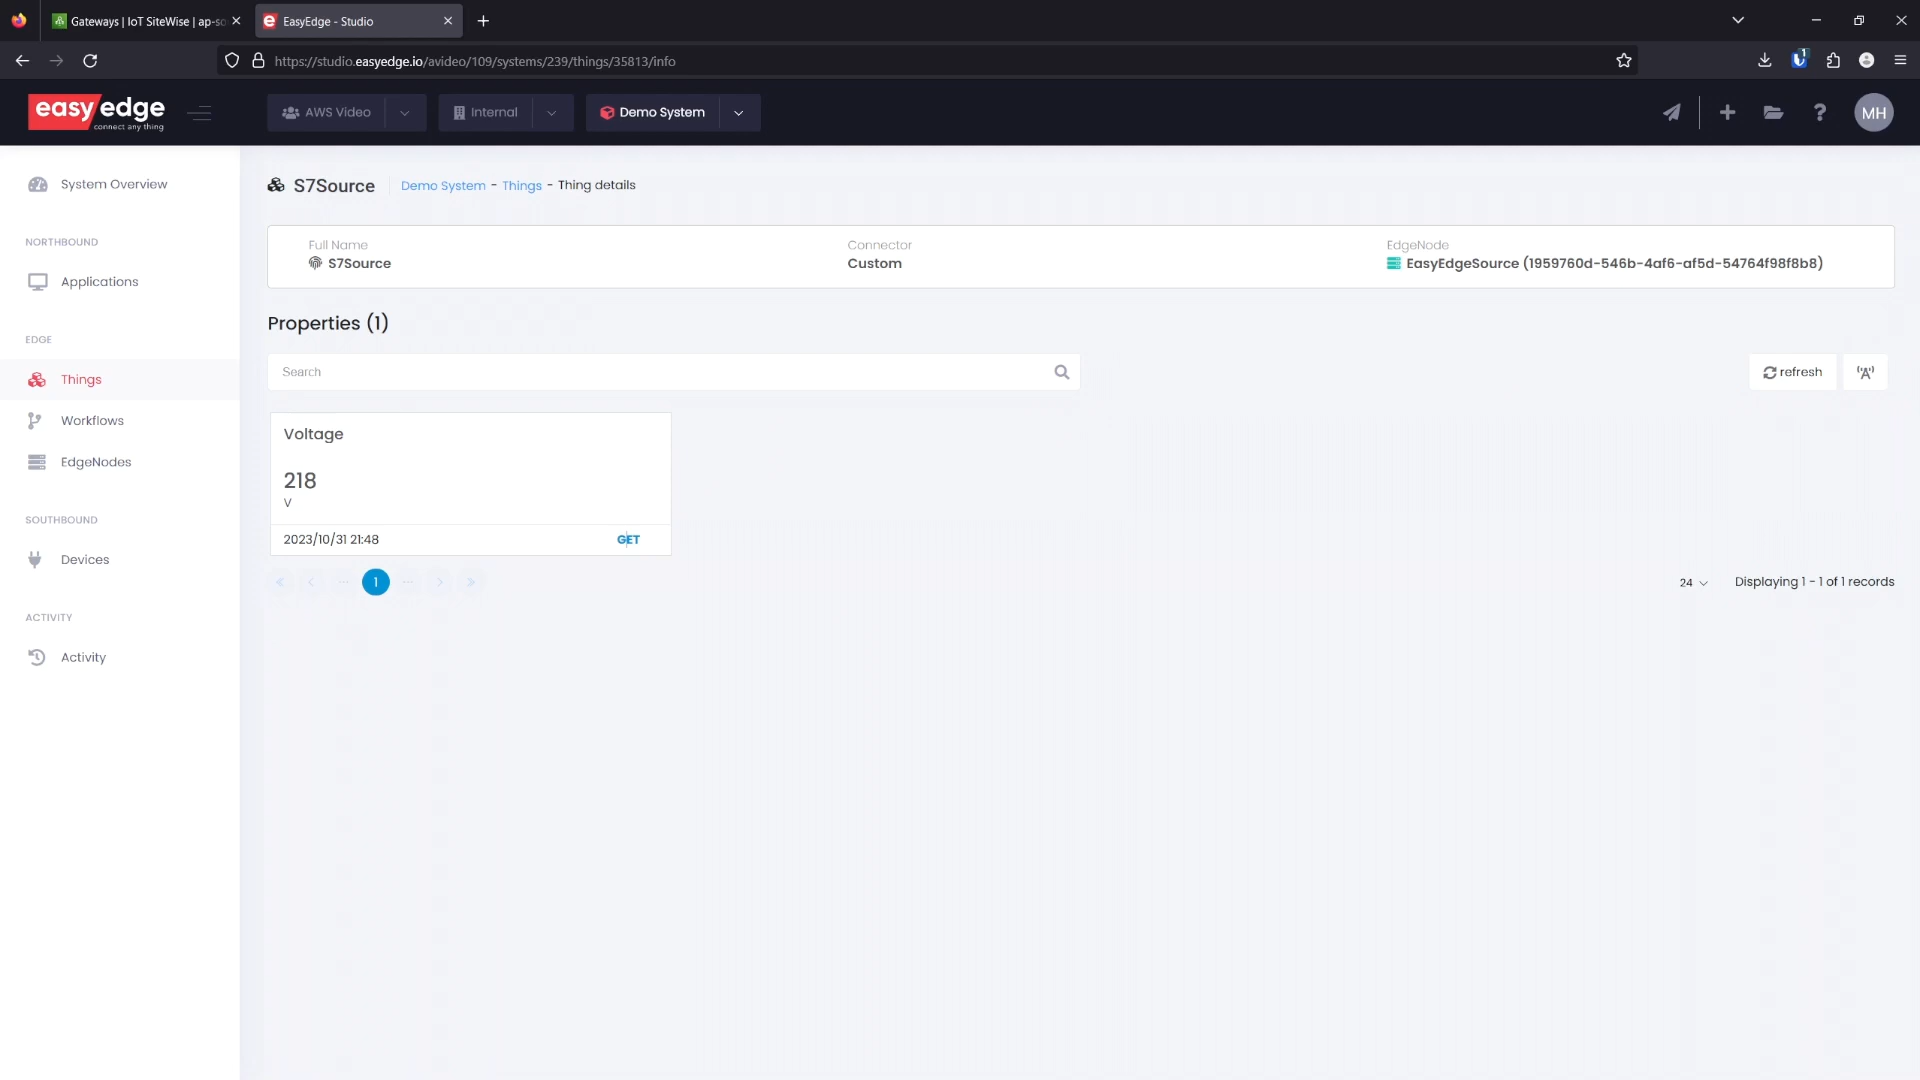 Gateways | IoT SiteWise | ap-so
EasyEdge - Studio
https://studio.easyedge.io/avideo/109/systems/239/things/35813/info
1
easy edge
connect any thing
AWS Video
Internal
Demo System
MH
System Overview
NORTHBOUND
Applications
EDGE
Things
Workflows
EdgeNodes
SOUTHBOUND
Devices
ACTIVITY
Activity
S7Source
Demo System - Things - Thing details
Full Name
S7Source
Connector
Custom
EdgeNode
EasyEdgeSource (1959760d-546b-4af6-af5d-54764f98f8b8)
Properties (1)
Search
refresh
Voltage
218
V
2023/10/31 21:48
GET
1
24
Displaying 1 - 1 of 1 records